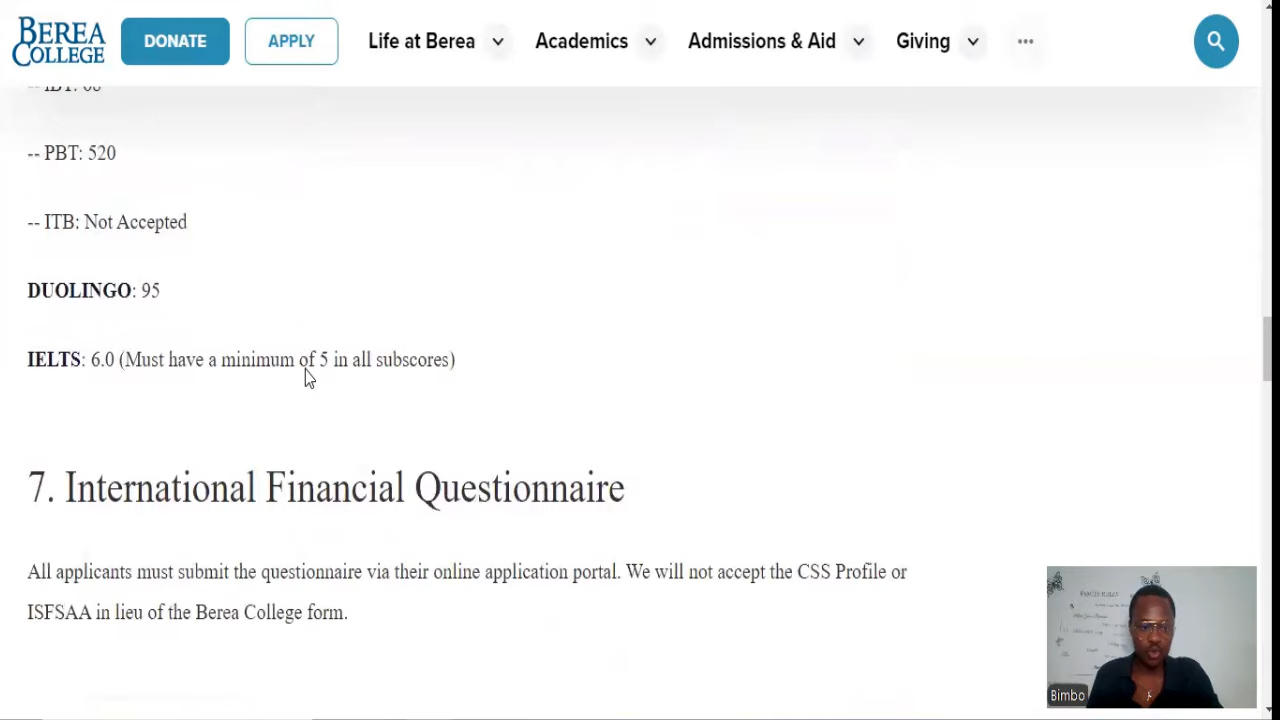 BEREA
COLLEGE
DONATE
APPLY
Life at Berea
Academics
Admissions & Aid
Giving
-- PBT: 520
-- ITB: Not Accepted
DUOLINGO: 95
IELTS: 6.0 (Must have a minimum of 5 in all subscores)
7. International Financial Questionnaire
All applicants must submit the questionnaire via their online application portal. We will not accept the CSS Profile or
ISFSAA in lieu of the Berea College form.
Bimbo